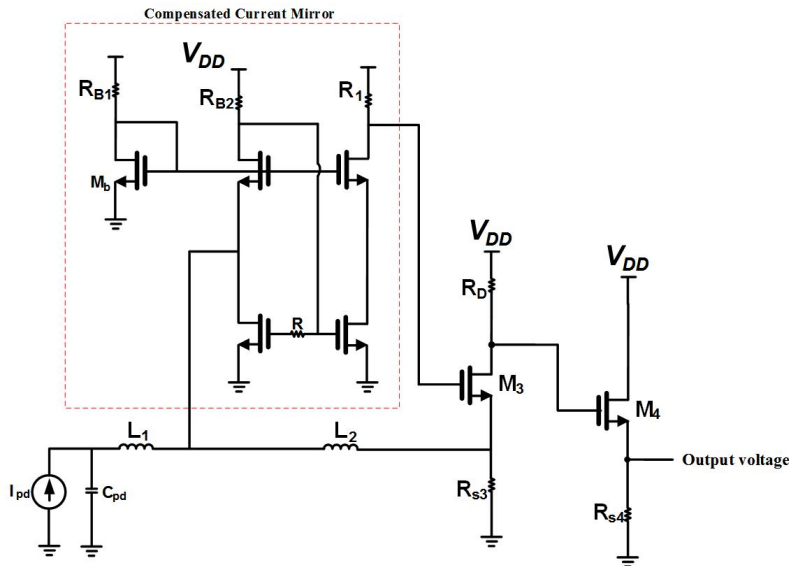 Compensated Current Mirror
VDD
RB1
RB2
R1
Mb
R
VDD
VDD
RD
M3
M4
L1
L2
Output voltage
Ipd
Cpd
Rs3
Rs4